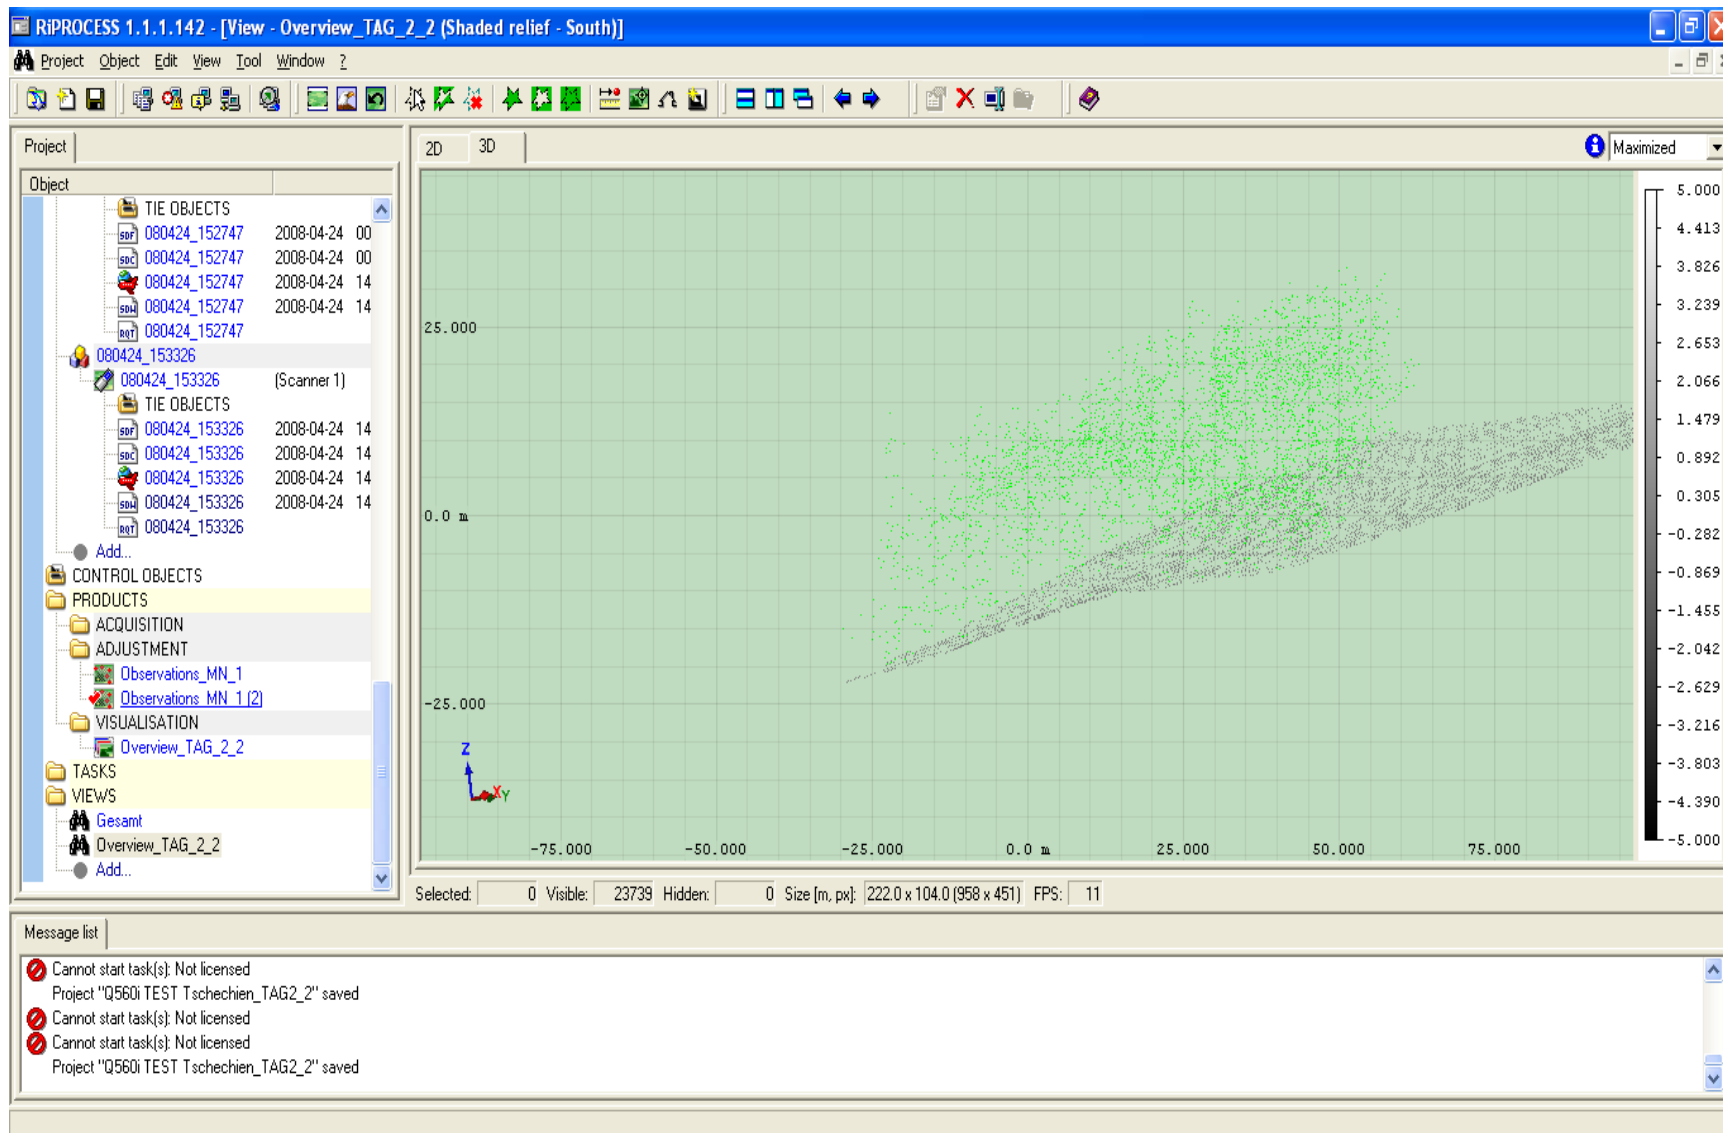 RiPROCESS 1.1.1.142 - [View - Overview_TAG_2_2 (Shaded relief - South)]
Project Object Edit View Tool Window ?
Project
Object
TIE OBJECTS
SDF 080424_152747 2008-04-24 00
SDC 080424_152747 2008-04-24 00
080424_152747 2008-04-24 14
SDW 080424_152747 2008-04-24 14
RQT 080424_152747
080424_153326
080424_153326 (Scanner 1)
TIE OBJECTS
SDF 080424_153326 2008-04-24 14
SDC 080424_153326 2008-04-24 14
080424_153326 2008-04-24 14
SDW 080424_153326 2008-04-24 14
RQT 080424_153326
Add...
CONTROL OBJECTS
PRODUCTS
ACQUISITION
ADJUSTMENT
Observations_MN_1
Observations_MN_1 (2)
VISUALISATION
Overview_TAG_2_2
TASKS
VIEWS
Gesamt
Overview_TAG_2_2
Add...
2D 3D
Maximized
25.000
0.0 m
-25.000
Z
X Y
-75.000 -50.000 -25.000 0.0 m 25.000 50.000 75.000
5.000
4.413
3.826
3.239
2.653
2.066
1.479
0.892
0.305
-0.282
-0.869
-1.455
-2.042
-2.629
-3.216
-3.803
-4.390
-5.000
Selected: 0 Visible: 23739 Hidden: 0 Size [m, px]: 222.0 x 104.0 (958 x 451) FPS: 11
Message list
Cannot start task(s): Not licensed
Project "Q560i TEST Tschechien_TAG2_2" saved
Cannot start task(s): Not licensed
Cannot start task(s): Not licensed
Project "Q560i TEST Tschechien_TAG2_2" saved